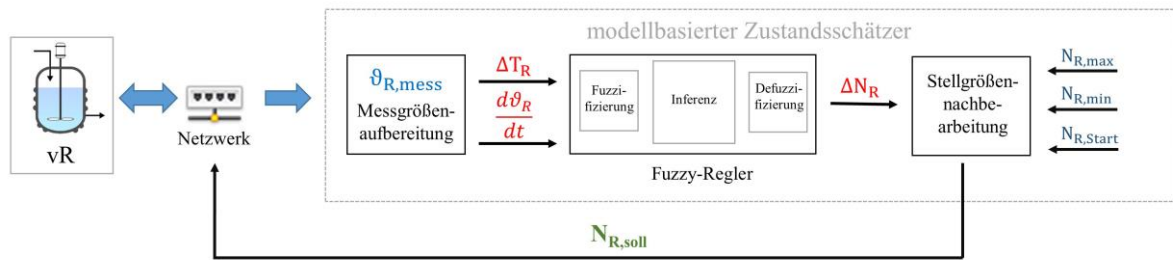 modellbasierter Zustandsschätzer
vR
Netzwerk
ϑR,mess
Messgrößen-
aufbereitung
ΔTR
dϑR
dt
Fuzzi-
fizierung
Inferenz
Defuzzi-
fizierung
Fuzzy-Regler
ΔNR
Stellgrößen-
nachbe-
arbeitung
NR,max
NR,min
NR,Start
NR,soll